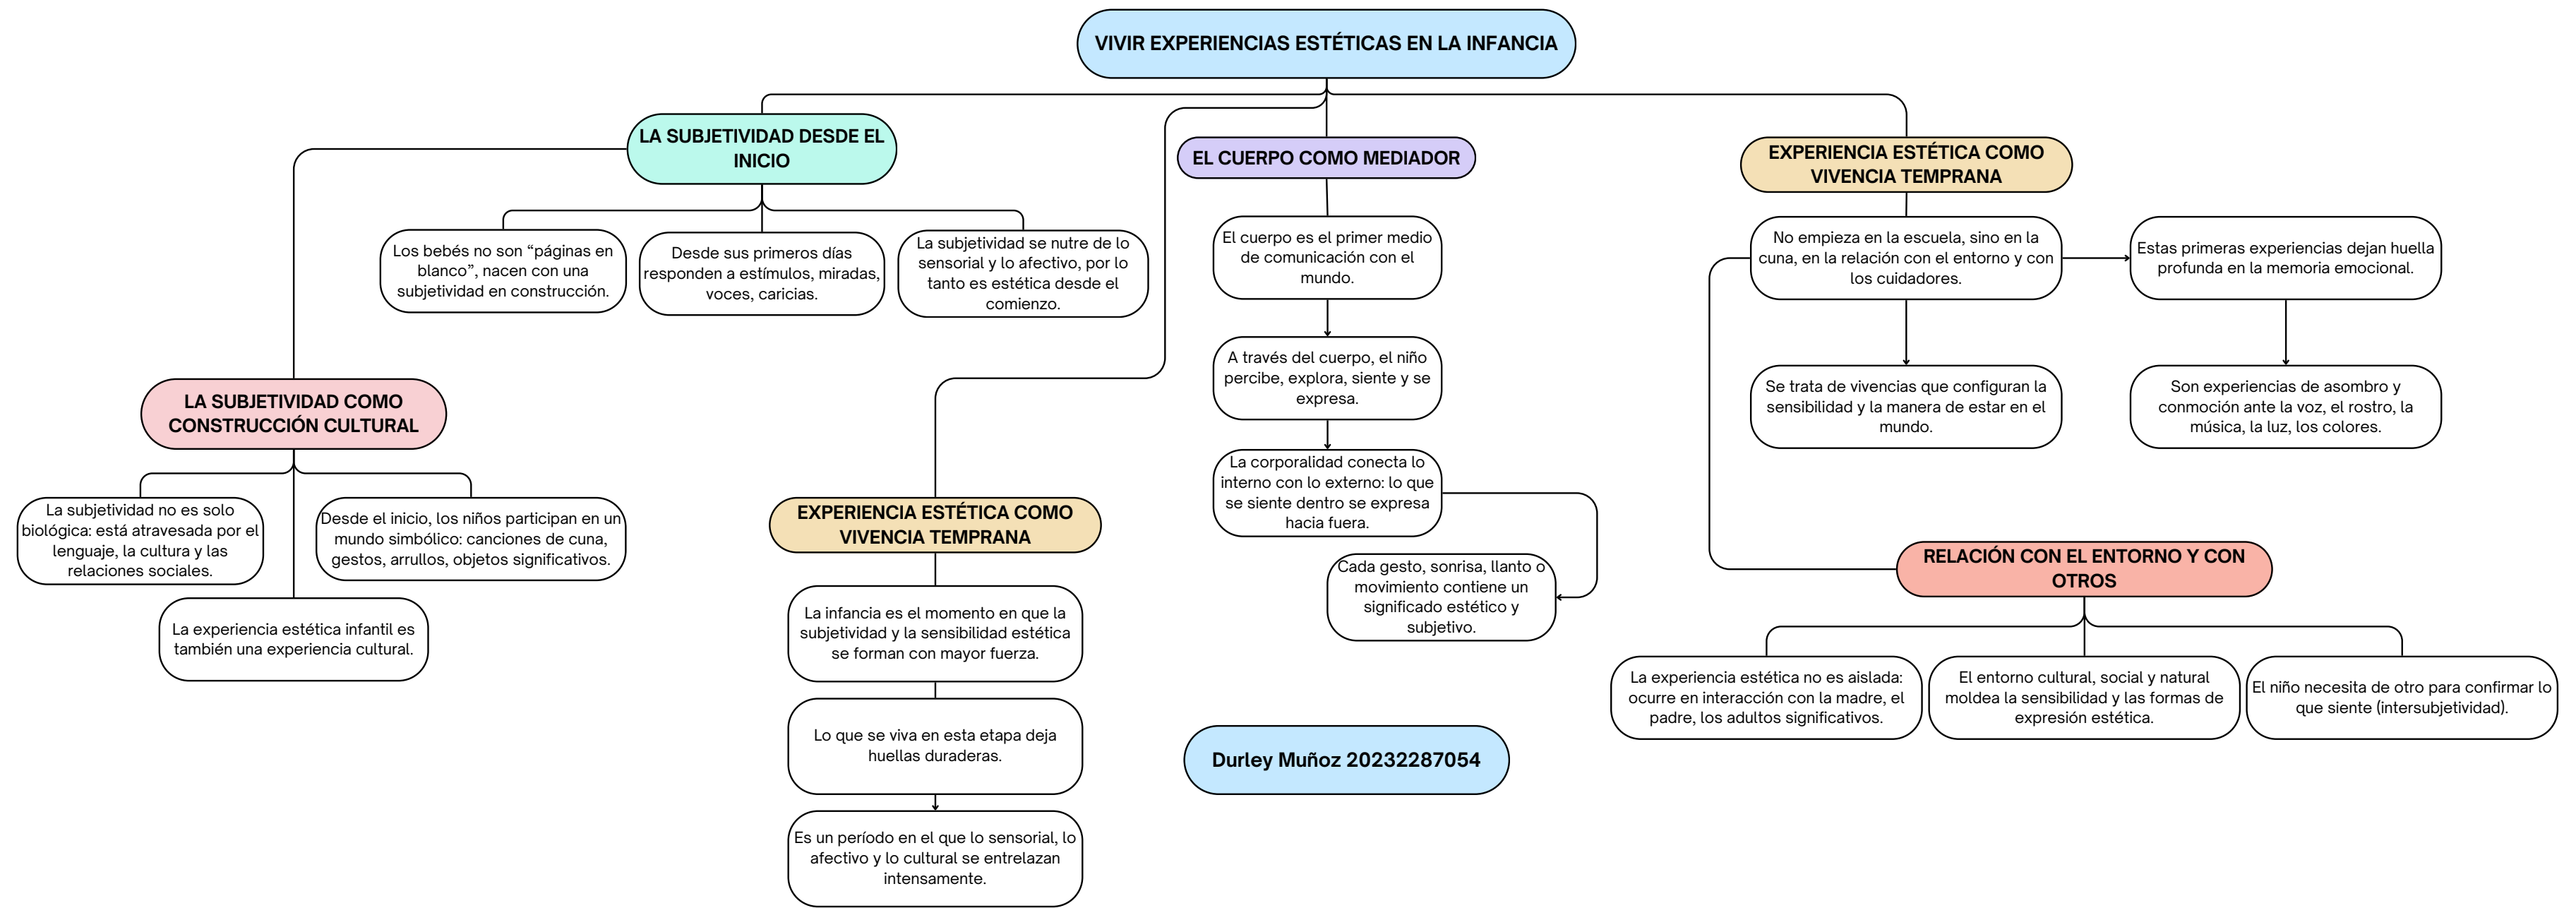 VIVIR EXPERIENCIAS ESTÉTICAS EN LA INFANCIA
LA SUBJETIVIDAD DESDE EL
INICIO
Los bebés no son “páginas en
blanco”, nacen con una
subjetividad en construcción.
Desde sus primeros días
responden a estímulos, miradas,
voces, caricias.
La subjetividad se nutre de lo
sensorial y lo afectivo, por lo
tanto es estética desde el
comienzo.
LA SUBJETIVIDAD COMO
CONSTRUCCIÓN CULTURAL
La subjetividad no es solo
biológica: está atravesada por el
lenguaje, la cultura y las
relaciones sociales.
Desde el inicio, los niños participan en un
mundo simbólico: canciones de cuna,
gestos, arrullos, objetos significativos.
La experiencia estética infantil es
también una experiencia cultural.
EXPERIENCIA ESTÉTICA COMO
VIVENCIA TEMPRANA
La infancia es el momento en que la
subjetividad y la sensibilidad estética
se forman con mayor fuerza.
Lo que se viva en esta etapa deja
huellas duraderas.
Es un período en el que lo sensorial, lo
afectivo y lo cultural se entrelazan
intensamente.
EL CUERPO COMO MEDIADOR
El cuerpo es el primer medio
de comunicación con el
mundo.
A través del cuerpo, el niño
percibe, explora, siente y se
expresa.
La corporalidad conecta lo
interno con lo externo: lo que
se siente dentro se expresa
hacia fuera.
Cada gesto, sonrisa, llanto o
movimiento contiene un
significado estético y
subjetivo.
Durley Muñoz 20232287054
EXPERIENCIA ESTÉTICA COMO
VIVENCIA TEMPRANA
No empieza en la escuela, sino en la
cuna, en la relación con el entorno y con
los cuidadores.
Estas primeras experiencias dejan huella
profunda en la memoria emocional.
Se trata de vivencias que configuran la
sensibilidad y la manera de estar en el
mundo.
Son experiencias de asombro y
conmoción ante la voz, el rostro, la
música, la luz, los colores.
RELACIÓN CON EL ENTORNO Y CON
OTROS
La experiencia estética no es aislada:
ocurre en interacción con la madre, el
padre, los adultos significativos.
El entorno cultural, social y natural
moldea la sensibilidad y las formas de
expresión estética.
El niño necesita de otro para confirmar lo
que siente (intersubjetividad).